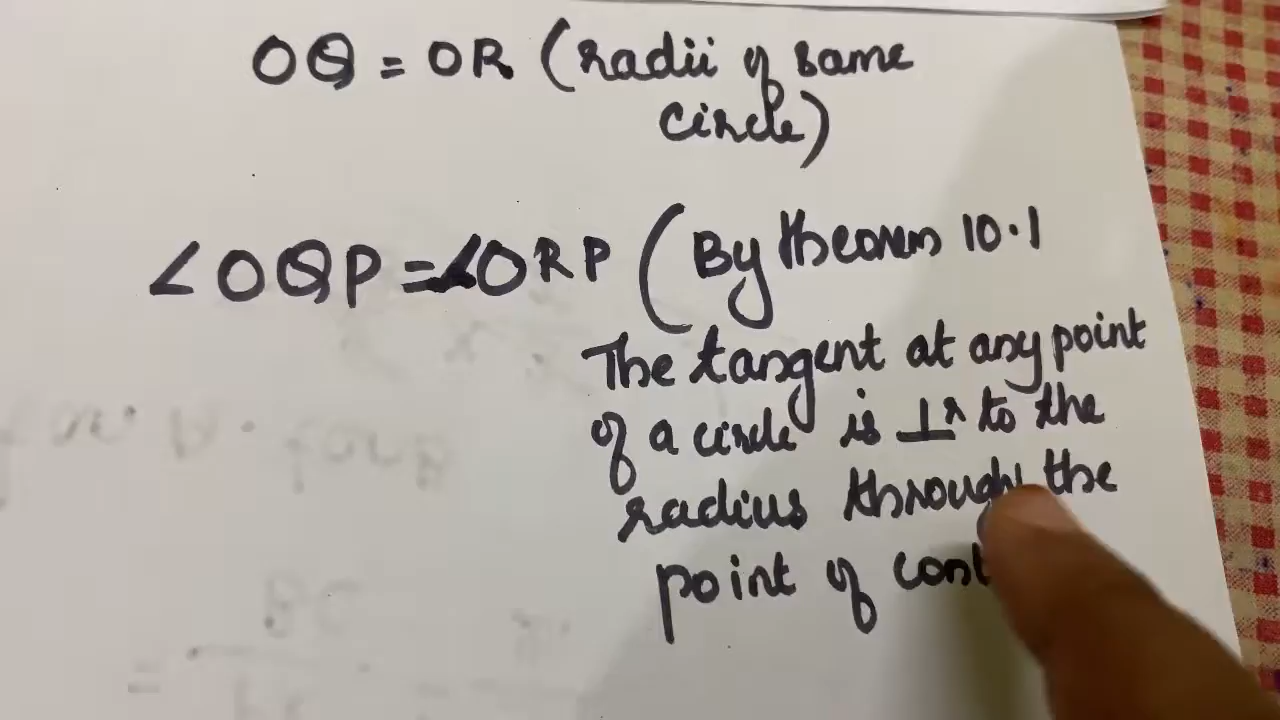 OQ = OR (radii of same
circle)
∠OQP = ∠ORP (By theorem 10.1
The tangent at any point
of a circle is ⊥r to the
radius through the
point of